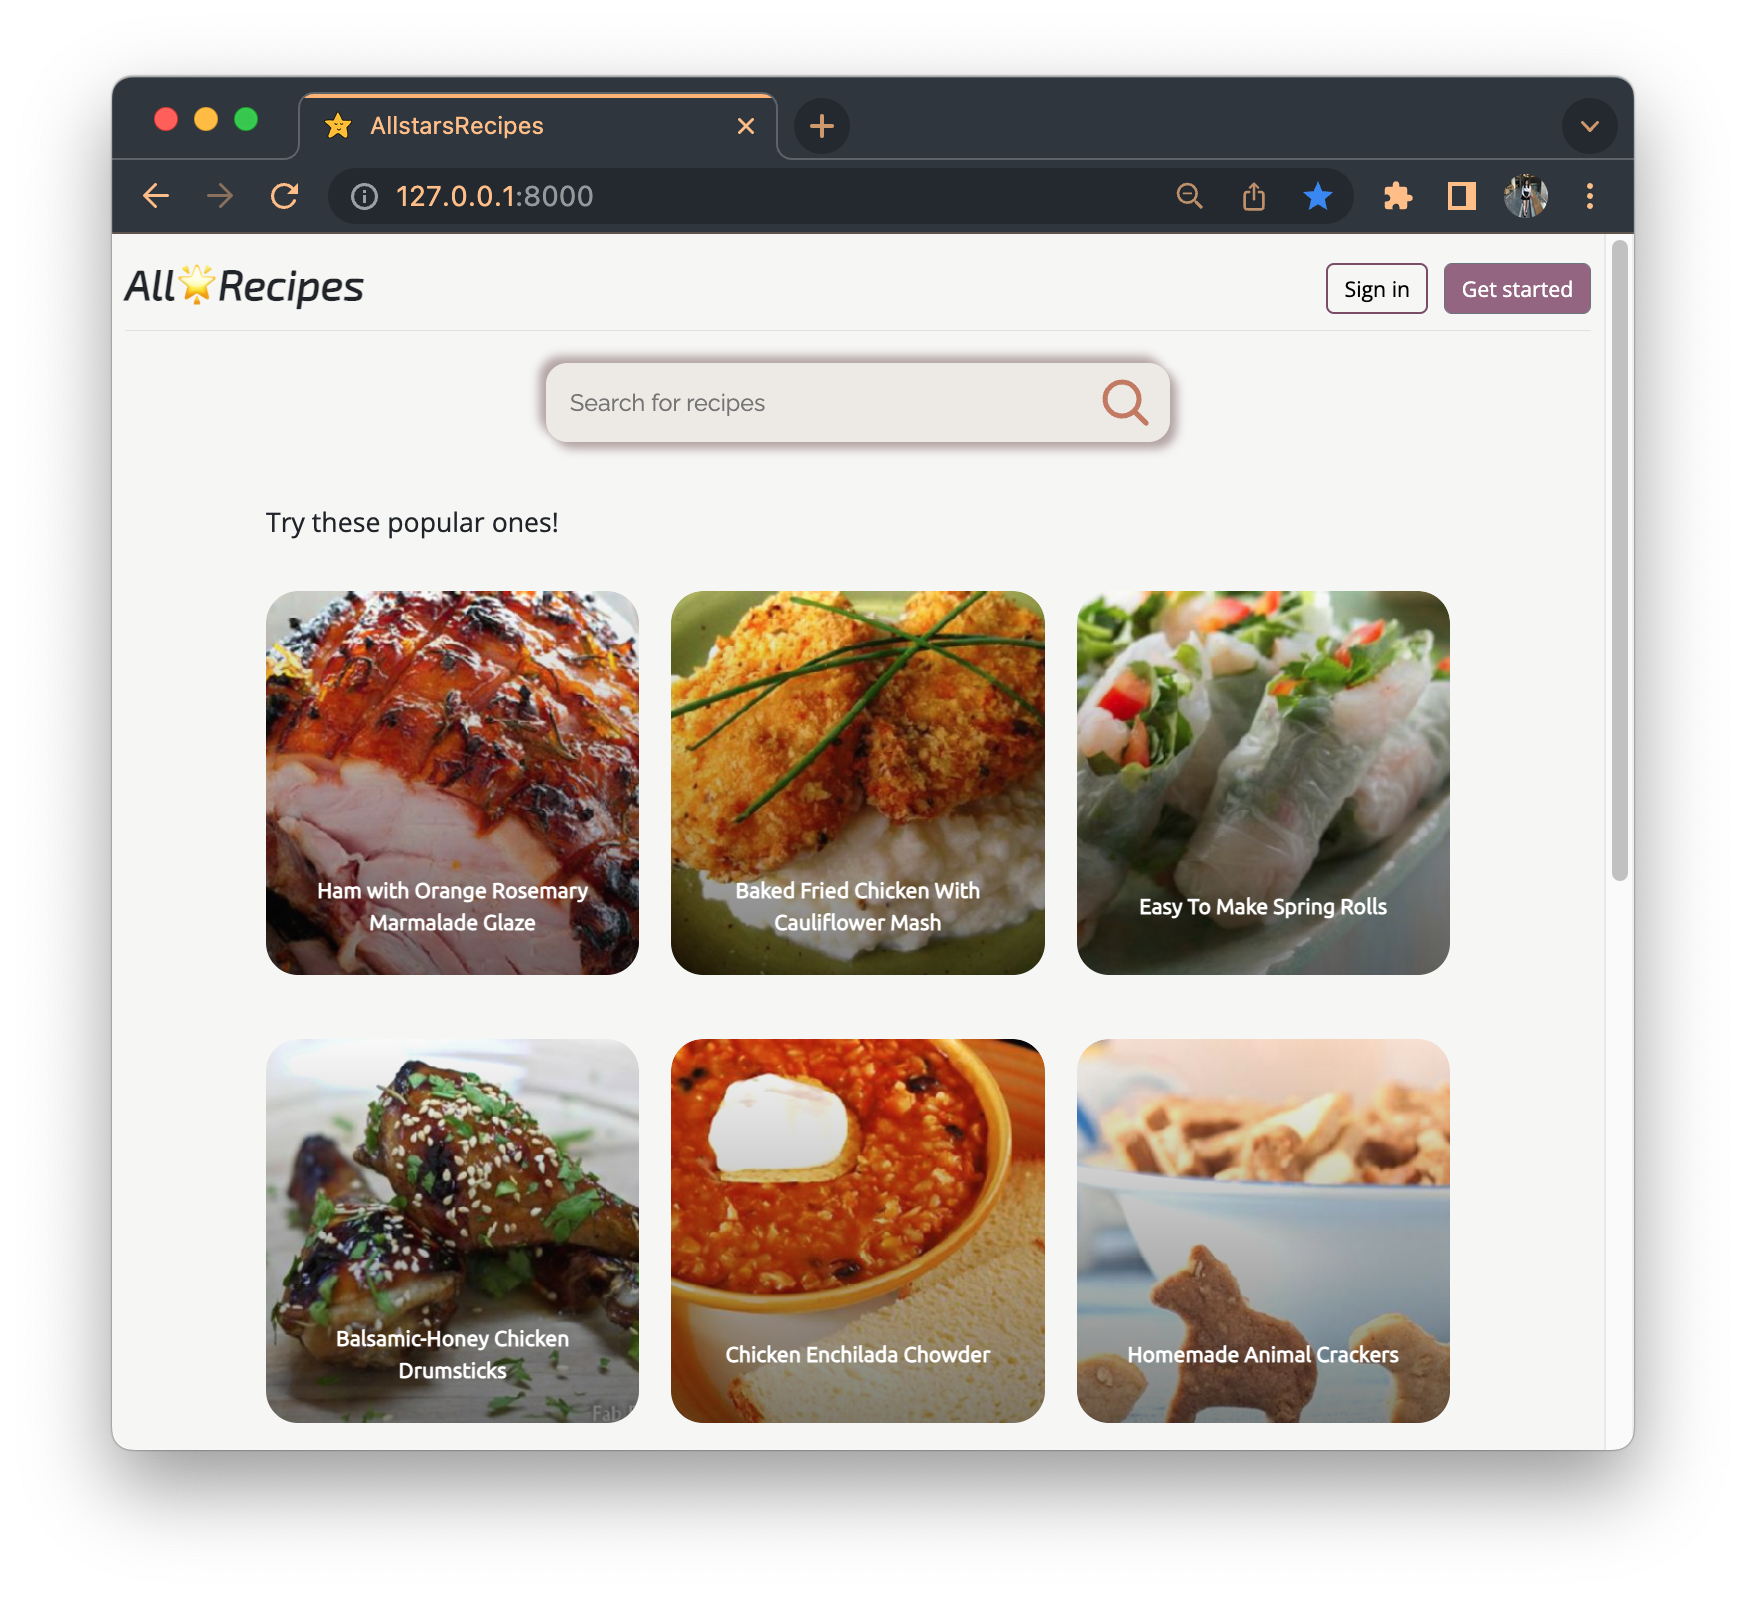 AllstarsRecipes
127.0.0.1:8000
All🌟Recipes
Sign in
Get started
Search for recipes
Try these popular ones!
Ham with Orange Rosemary
Marmalade Glaze
Baked Fried Chicken With
Cauliflower Mash
Easy To Make Spring Rolls
Balsamic-Honey Chicken
Drumsticks
Fab
Chicken Enchilada Chowder
Homemade Animal Crackers